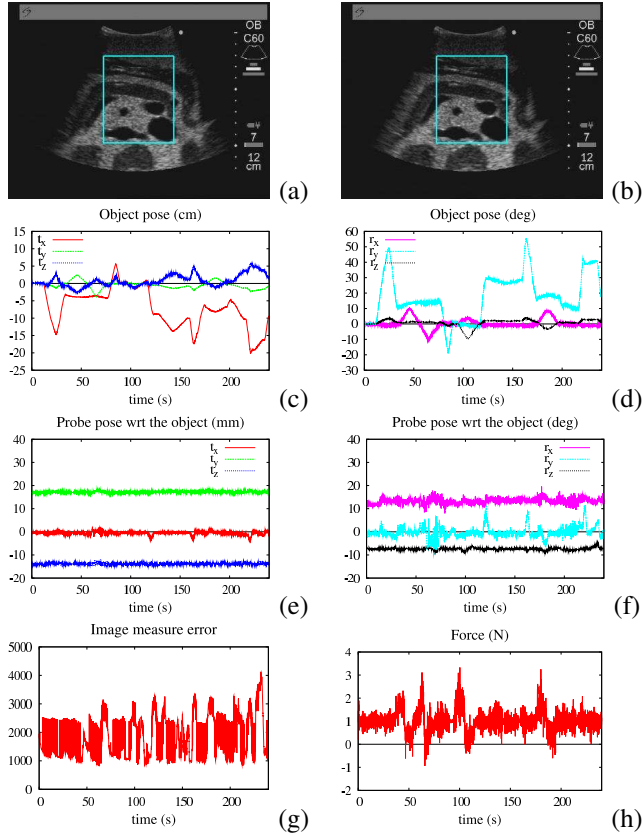 OB
C60
7
12
cm
(a)
OB
C60
7
12
cm
(b)
Object pose (cm)
15
10
5
0
-5
-10
-15
-20
-25
t_x
t_y
t_z
0 50 100 150 200
time (s)
(c)
Object pose (deg)
60
50
40
30
20
10
0
-10
-20
-30
r_x
r_y
r_z
0 50 100 150 200
time (s)
(d)
Probe pose wrt the object (mm)
40
30
20
10
0
-10
-20
t_x
t_y
t_z
0 50 100 150 200
time (s)
(e)
Probe pose wrt the object (deg)
40
30
20
10
0
-10
-20
r_x
r_y
r_z
0 50 100 150 200
time (s)
(f)
Image measure error
5000
4000
3000
2000
1000
0
0 50 100 150 200
time (s)
(g)
Force (N)
4
3
2
1
0
-1
-2
0 50 100 150 200
time (s)
(h)